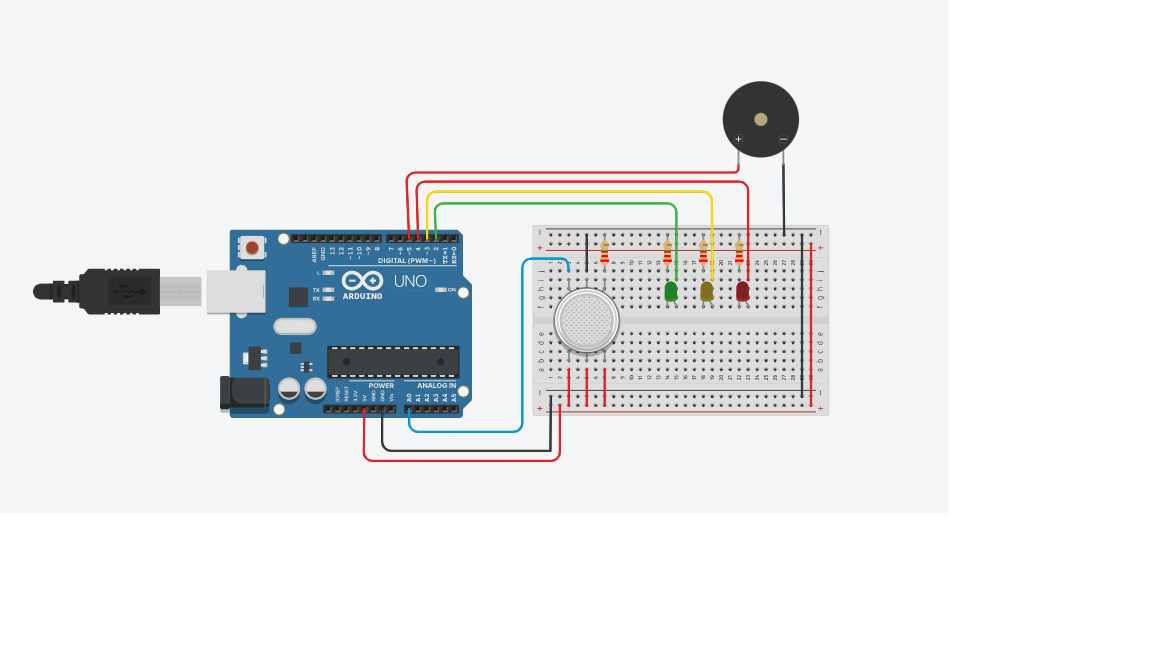 + −
AREF
GND
13
12
~11
~10
~9
8
7
~6
~5
4
~3
2
TX→1
RX←0
DIGITAL (PWM~)
L
TX
RX
ARDUINO
UNO
ON
POWER
ANALOG IN
IOREF
RESET
3.3V
5V
GND
GND
Vin
A0
A1
A2
A3
A4
A5
− −
+ +
f g h i j
a b c d e
− −
+ +